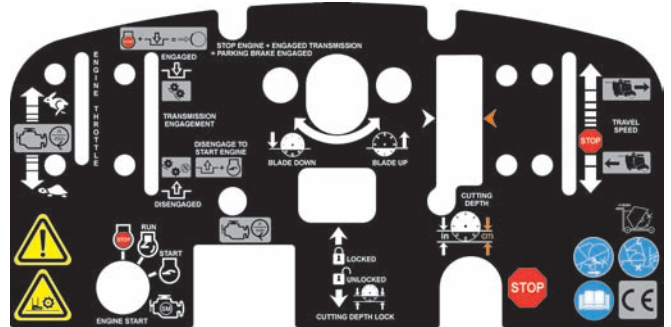 STOP ENGINE + ENGAGED TRANSMISSION
= PARKING BRAKE ENGAGED
ENGINE THROTTLE
ENGAGED
TRANSMISSION
ENGAGEMENT
DISENGAGE TO
START ENGINE
DISENGAGED
BLADE DOWN
BLADE UP
TRAVEL
SPEED
STOP
CUTTING
DEPTH
in
cm
RUN
STOP
START
ENGINE START
LOCKED
UNLOCKED
CUTTING DEPTH LOCK
STOP
CE